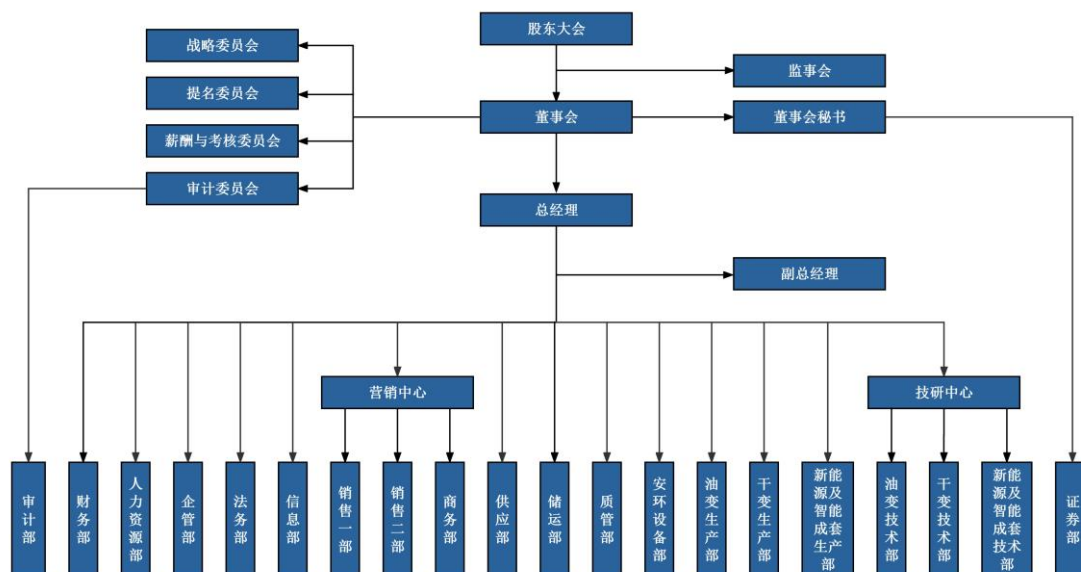 股东大会
战略委员会
监事会
提名委员会
董事会
董事会秘书
薪酬与考核委员会
审计委员会
总经理
副总经理
营销中心
技研中心
审计部
财务部
人力资源部
企管部
法务部
信息部
销售一部
销售二部
商务部
供应部
储运部
质管部
安环设备部
油变生产部
干变生产部
新能源及智能成套生产部
油变技术部
干变技术部
新能源及智能成套技术部
证券部